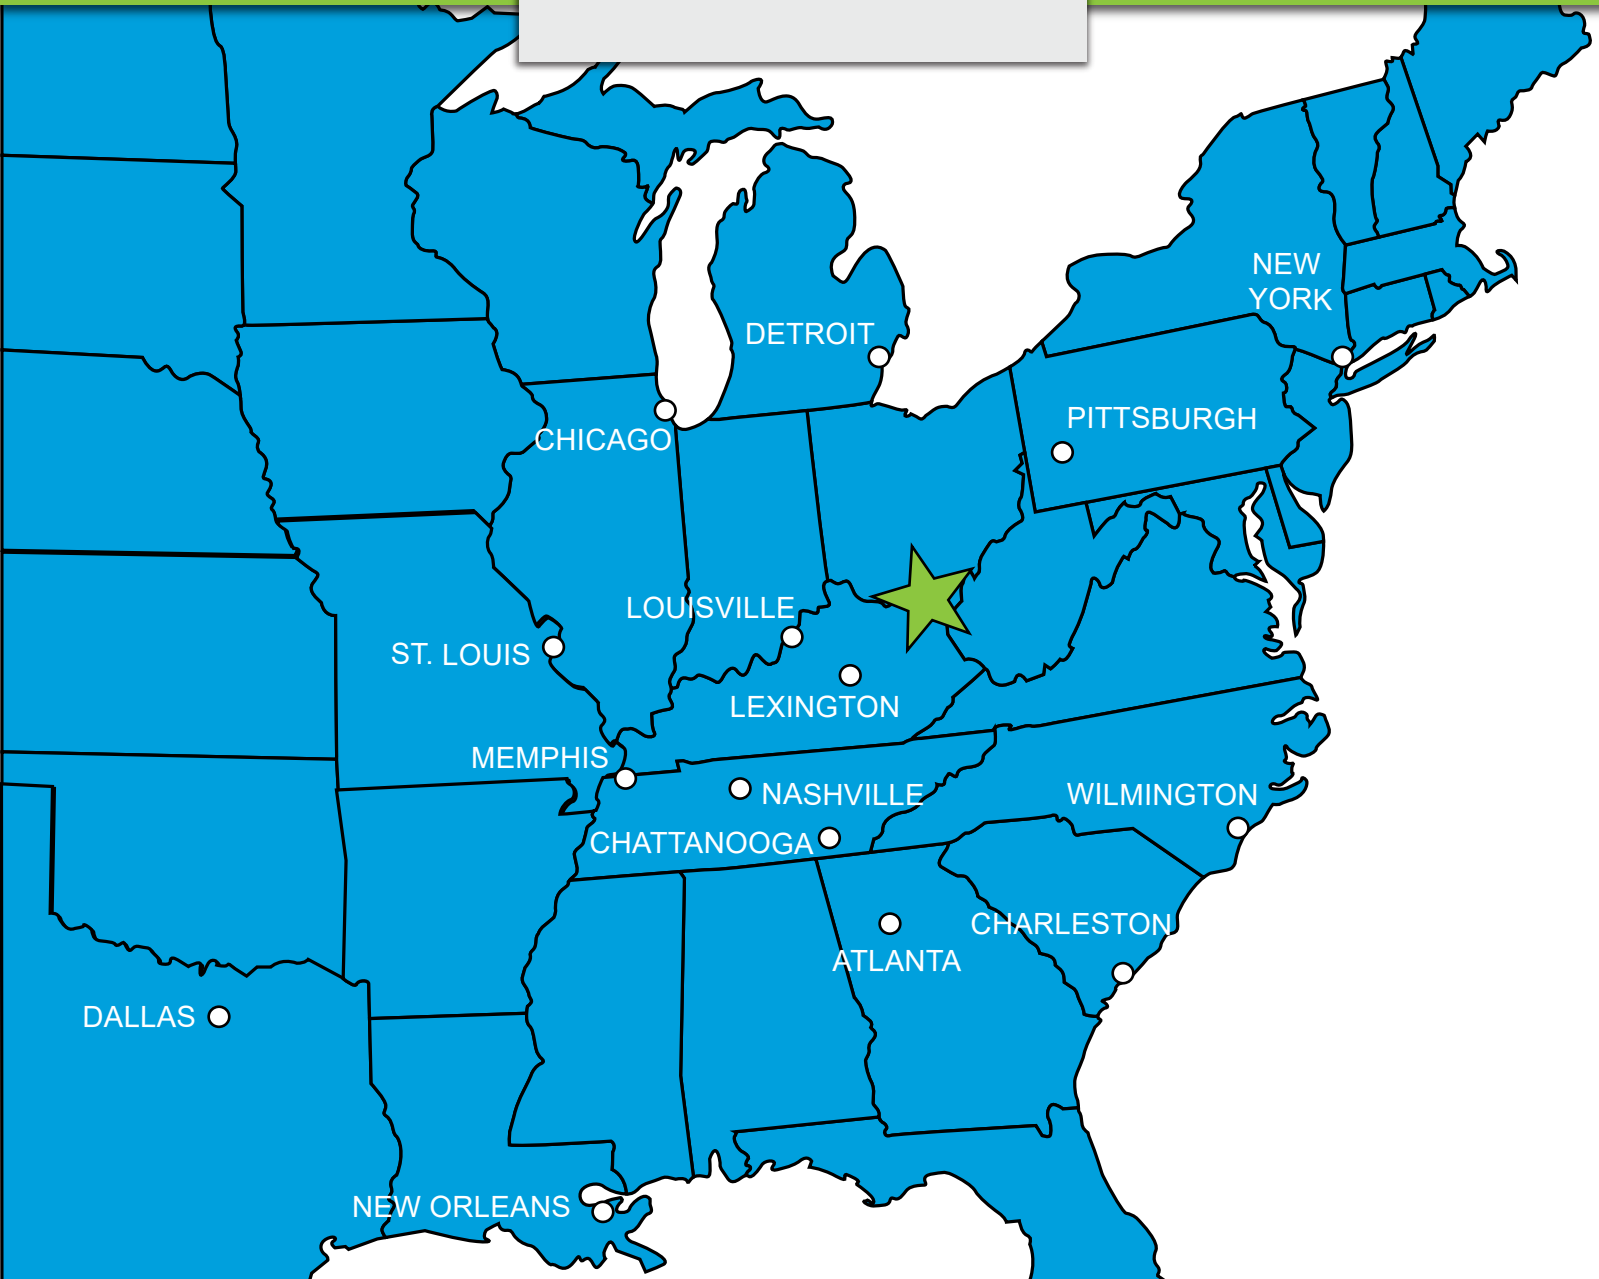 NEW
YORK
DETROIT
PITTSBURGH
CHICAGO
LOUISVILLE
ST. LOUIS
LEXINGTON
MEMPHIS
NASHVILLE
WILMINGTON
CHATTANOOGA
CHARLESTON
ATLANTA
DALLAS
NEW ORLEANS